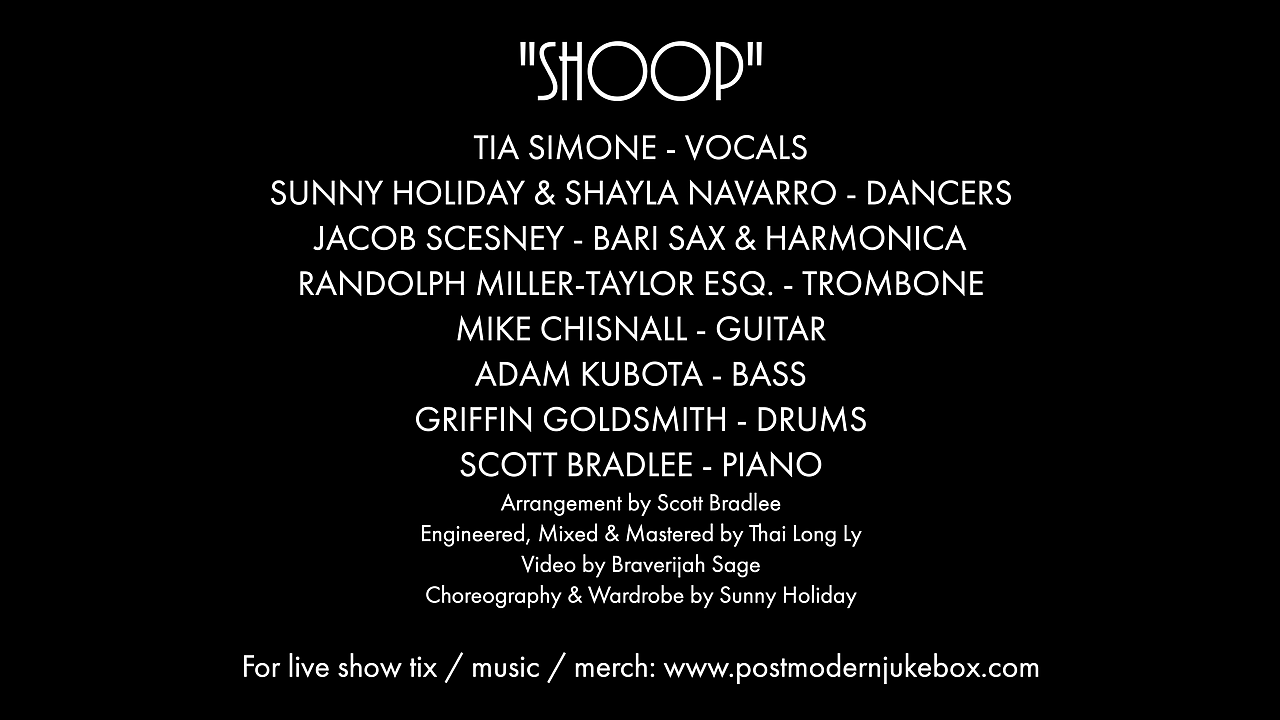 "SHOOP"
TIA SIMONE - VOCALS
SUNNY HOLIDAY & SHAYLA NAVARRO - DANCERS
JACOB SCESNEY - BARI SAX & HARMONICA
RANDOLPH MILLER-TAYLOR ESQ. - TROMBONE
MIKE CHISNALL - GUITAR
ADAM KUBOTA - BASS
GRIFFIN GOLDSMITH - DRUMS
SCOTT BRADLEE - PIANO
Arrangement by Scott Bradlee
Engineered, Mixed & Mastered by Thai Long Ly
Video by Braverijah Sage
Choreography & Wardrobe by Sunny Holiday
For live show tix / music / merch: www.postmodernjukebox.com